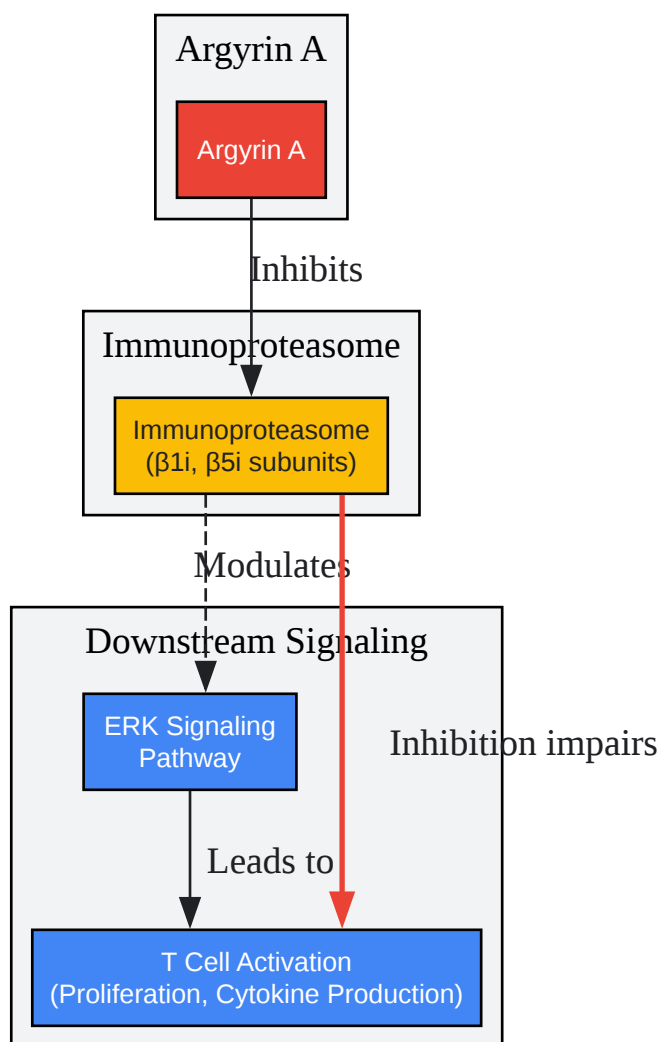 Argyrin A
Argyrin A
Inhibits
Immunoproteasome
Immunoproteasome
(β1i, β5i subunits)
Modulates
Downstream Signaling
ERK Signaling
Pathway
Inhibition impairs
Leads to
T Cell Activation
(Proliferation, Cytokine Production)